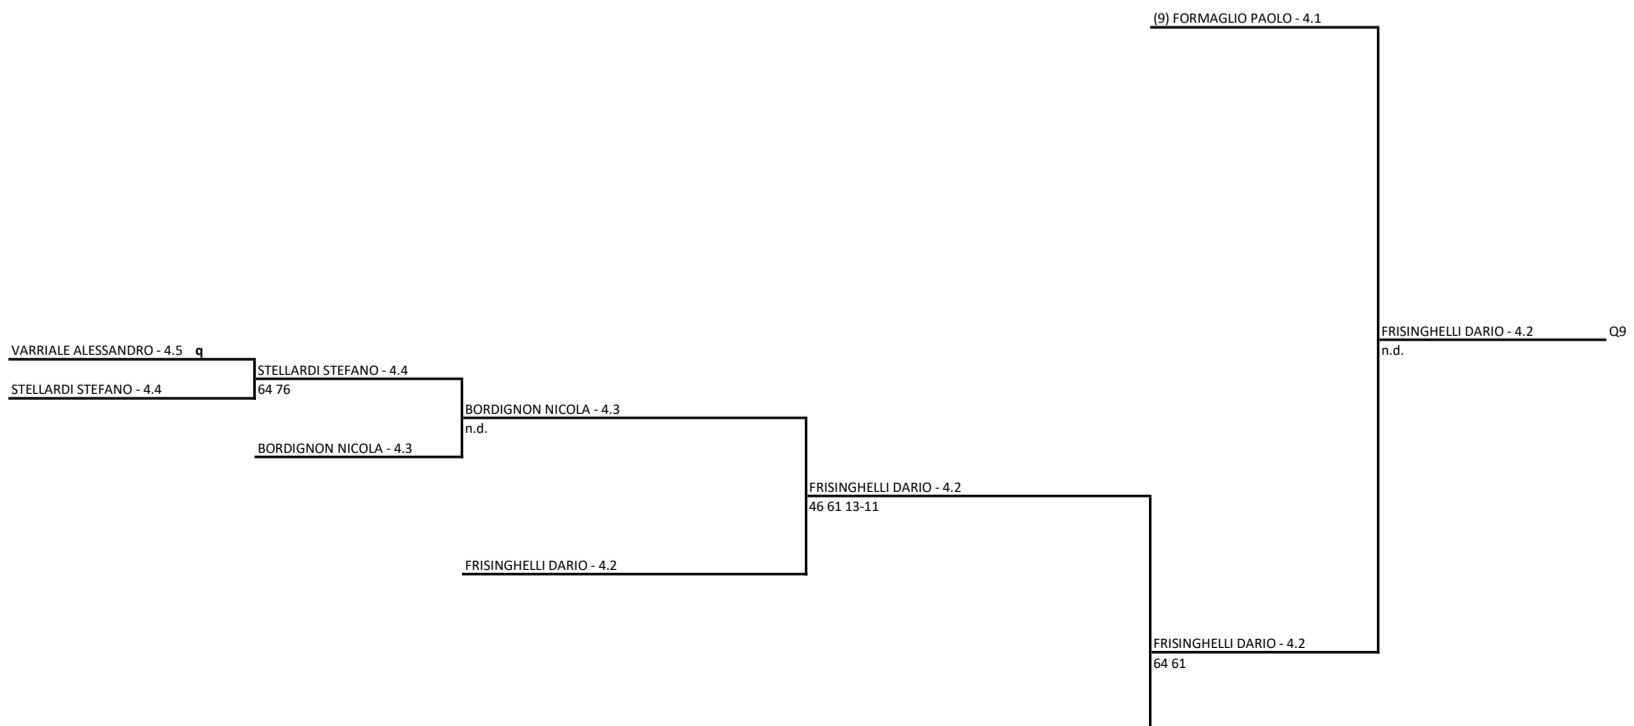 (9) FORMAGLIO PAOLO - 4.1
FRISINGHELLI DARIO - 4.2 Q9
n.d.
VARRIALE ALESSANDRO - 4.5 q
STELLARDI STEFANO - 4.4
STELLARDI STEFANO - 4.4
64 76
BORDIGNON NICOLA - 4.3
n.d.
BORDIGNON NICOLA - 4.3
FRISINGHELLI DARIO - 4.2
46 61 13-11
FRISINGHELLI DARIO - 4.2
FRISINGHELLI DARIO - 4.2
64 61